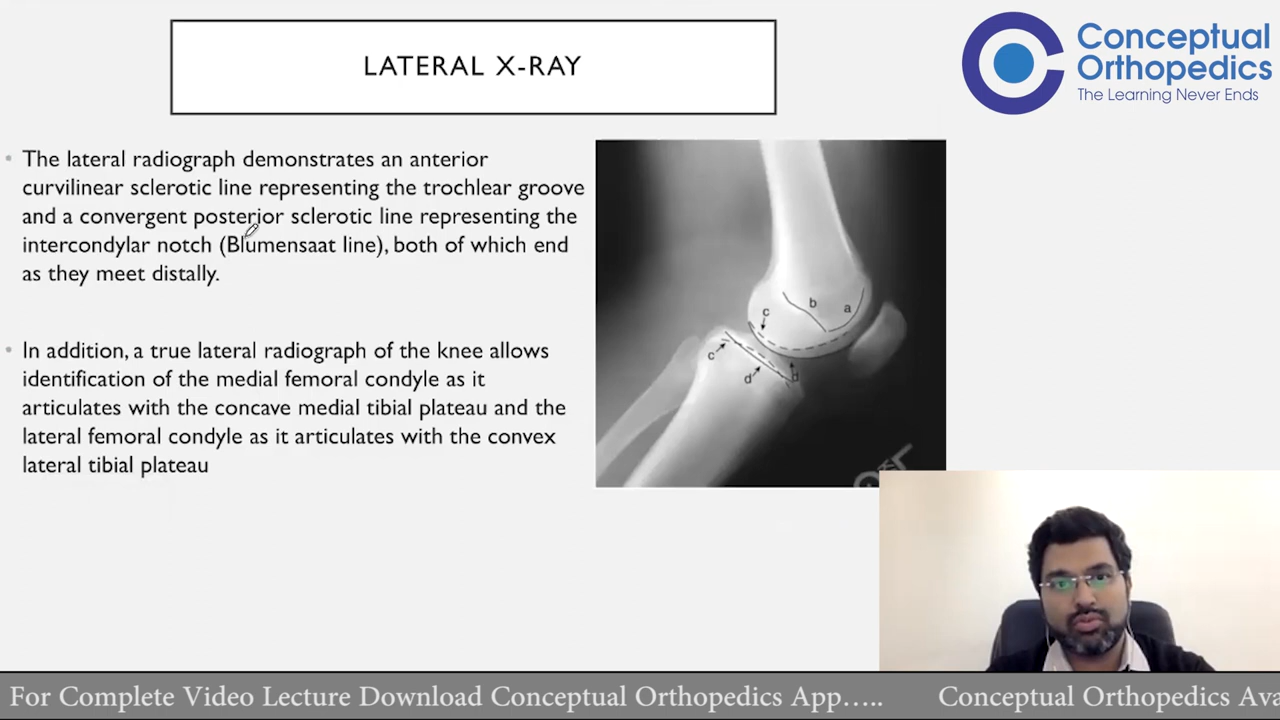 LATERAL X-RAY
Conceptual
Orthopedics
The Learning Never Ends
• The lateral radiograph demonstrates an anterior
curvilinear sclerotic line representing the trochlear groove
and a convergent posterior sclerotic line representing the
intercondylar notch (Blumensaat line), both of which end
as they meet distally.
• In addition, a true lateral radiograph of the knee allows
identification of the medial femoral condyle as it
articulates with the concave medial tibial plateau and the
lateral femoral condyle as it articulates with the convex
lateral tibial plateau
b
a
c
c
d
d
For Complete Video Lecture Download Conceptual Orthopedics App..... Conceptual Orthopedics Ava